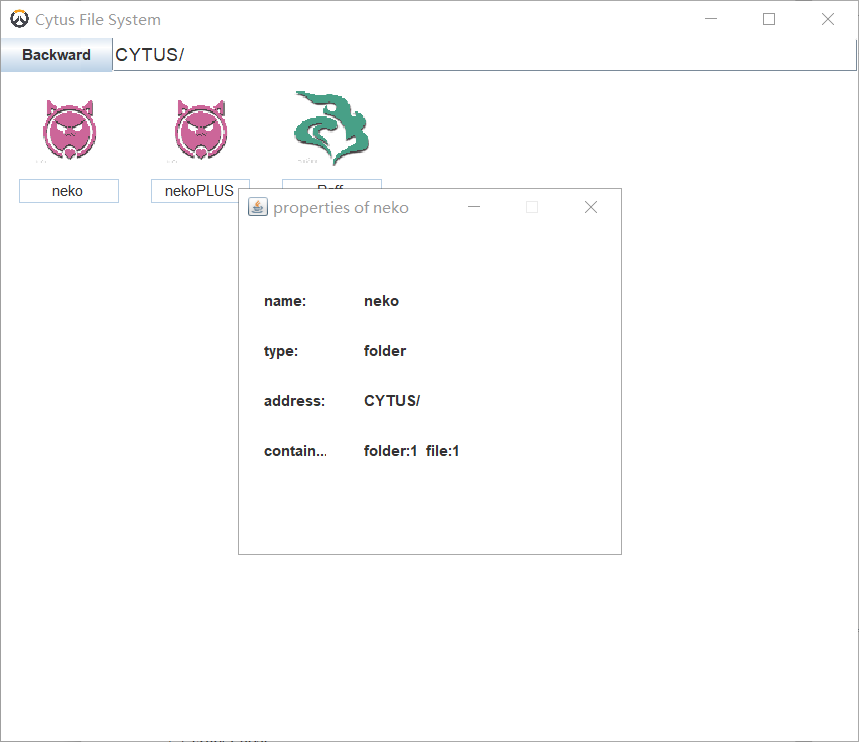 Cytus File System
Backward
CYTUS/
neko
nekoPLUS
properties of neko
name:
neko
type:
folder
address:
CYTUS/
contain...
folder:1 file:1